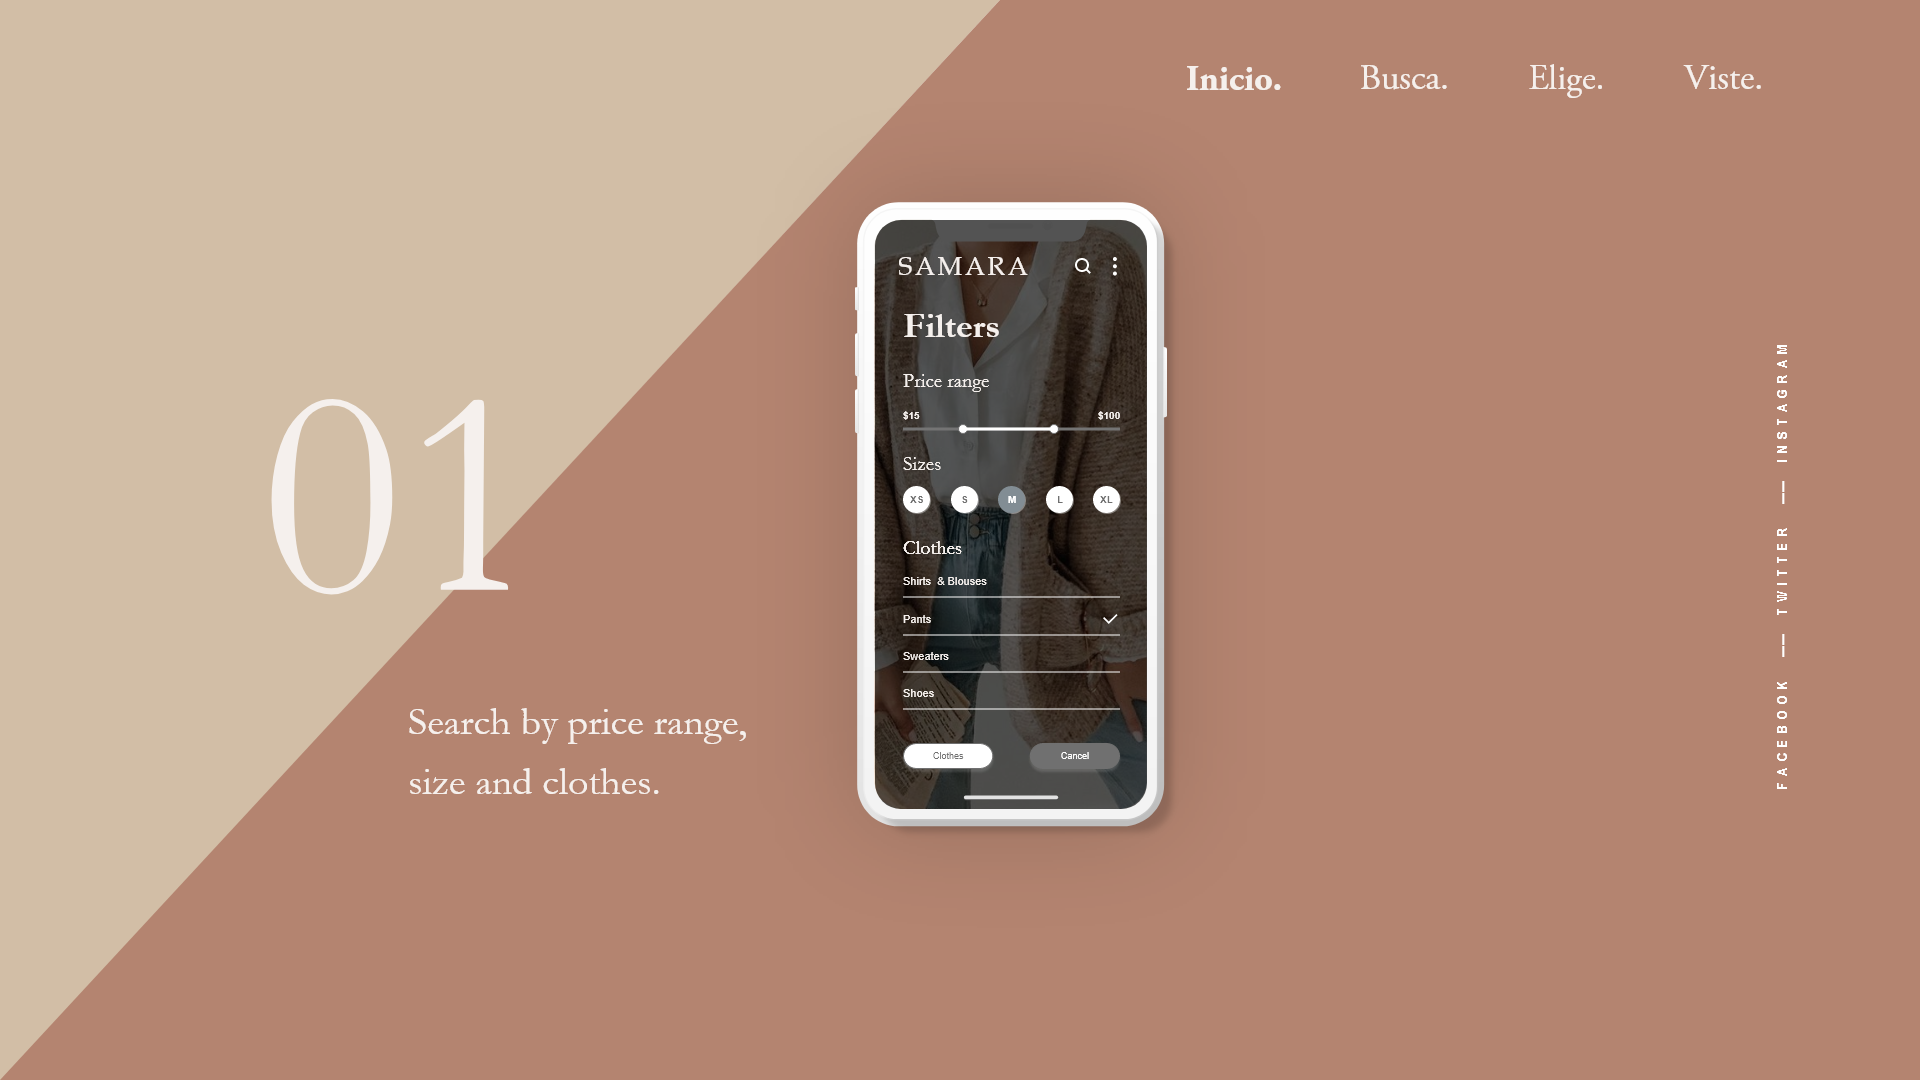 Inicio. Busca. Elige. Viste.
01
Search by price range,
size and clothes.
SAMARA
Filters
Price range
$15 $100
Sizes
XS S M L XL
Clothes
Shirts & Blouses
Pants
Sweaters
Shoes
Clothes Cancel
FACEBOOK — TWITTER — INSTAGRAM